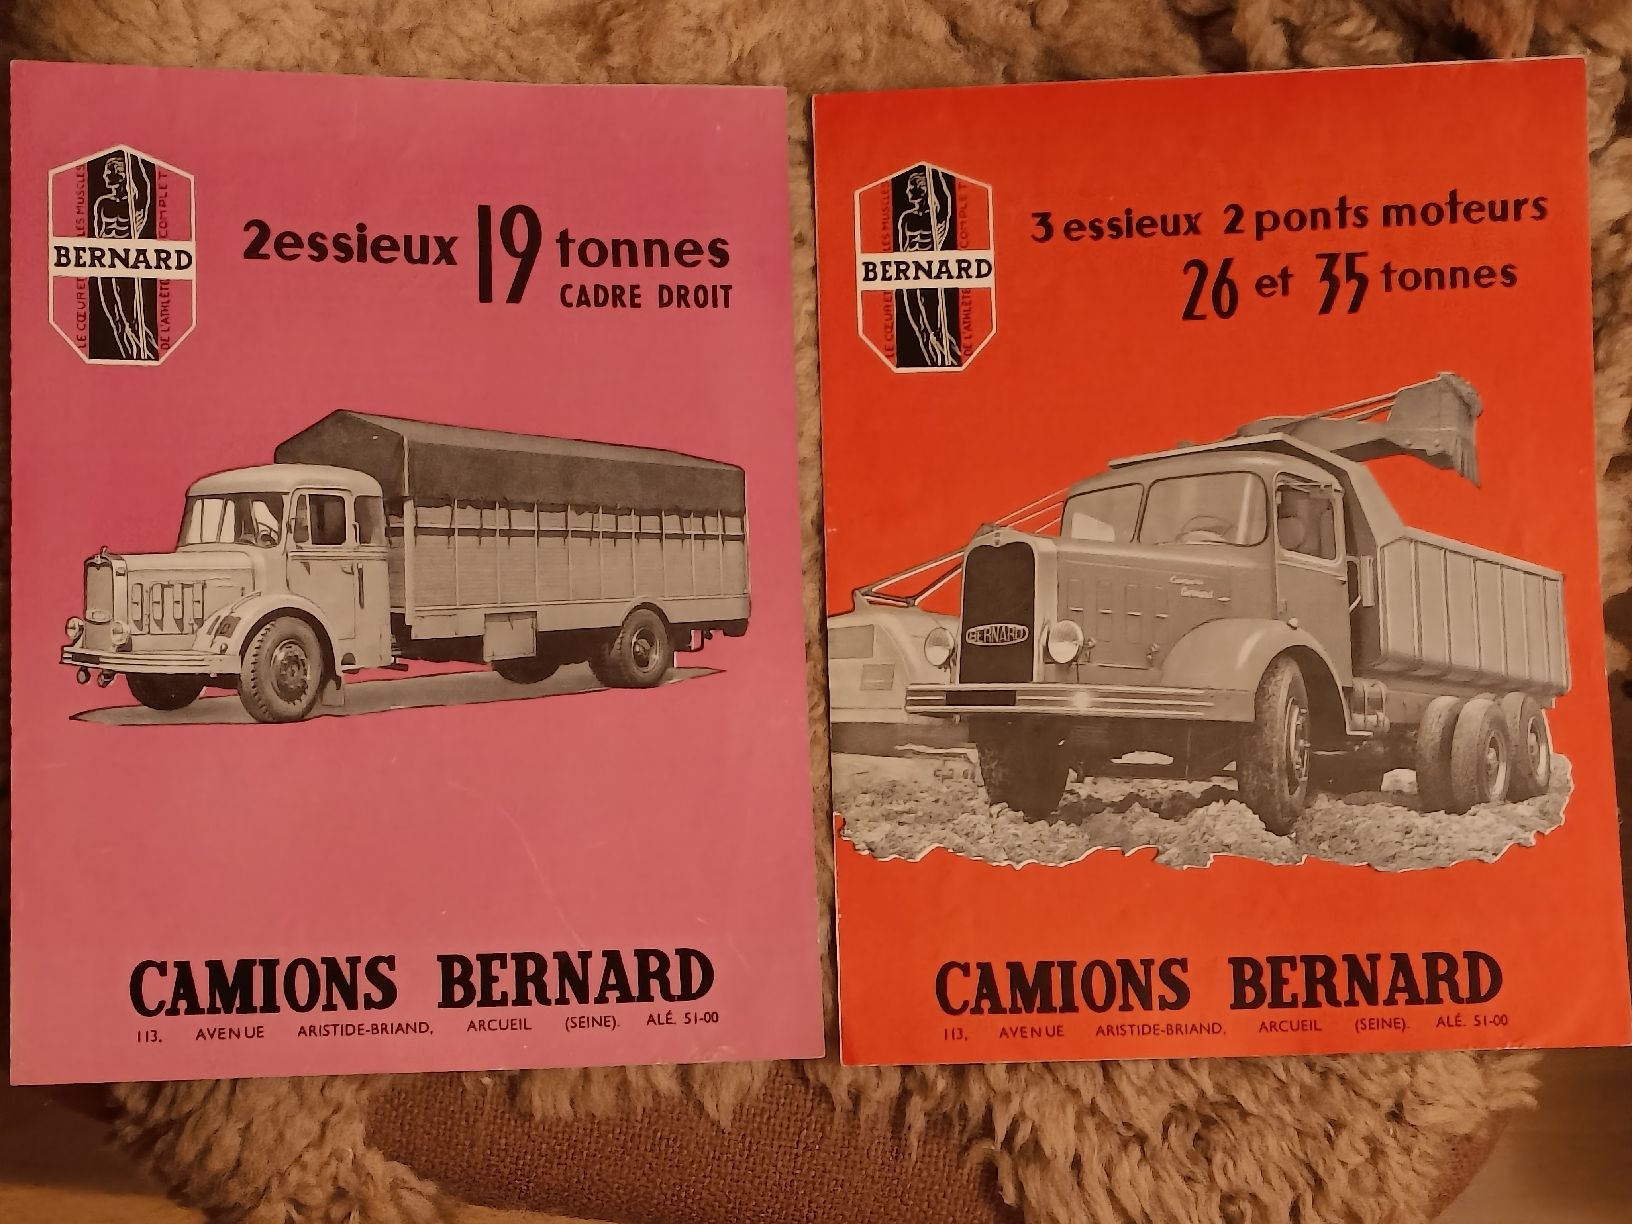 LE CŒUR ET LES MUSCLES
BERNARD
DE L'ATHLÈTE COMPLET
2 essieux 19 tonnes
CADRE DROIT
CAMIONS BERNARD
113, AVENUE ARISTIDE-BRIAND, ARCUEIL (SEINE). ALÉ. 51-00
LE CŒUR ET LES MUSCLES
BERNARD
DE L'ATHLÈTE COMPLET
3 essieux 2 ponts moteurs
26 et 35 tonnes
BERNARD
CAMIONS BERNARD
113, AVENUE ARISTIDE-BRIAND, ARCUEIL (SEINE). ALÉ. 51-00